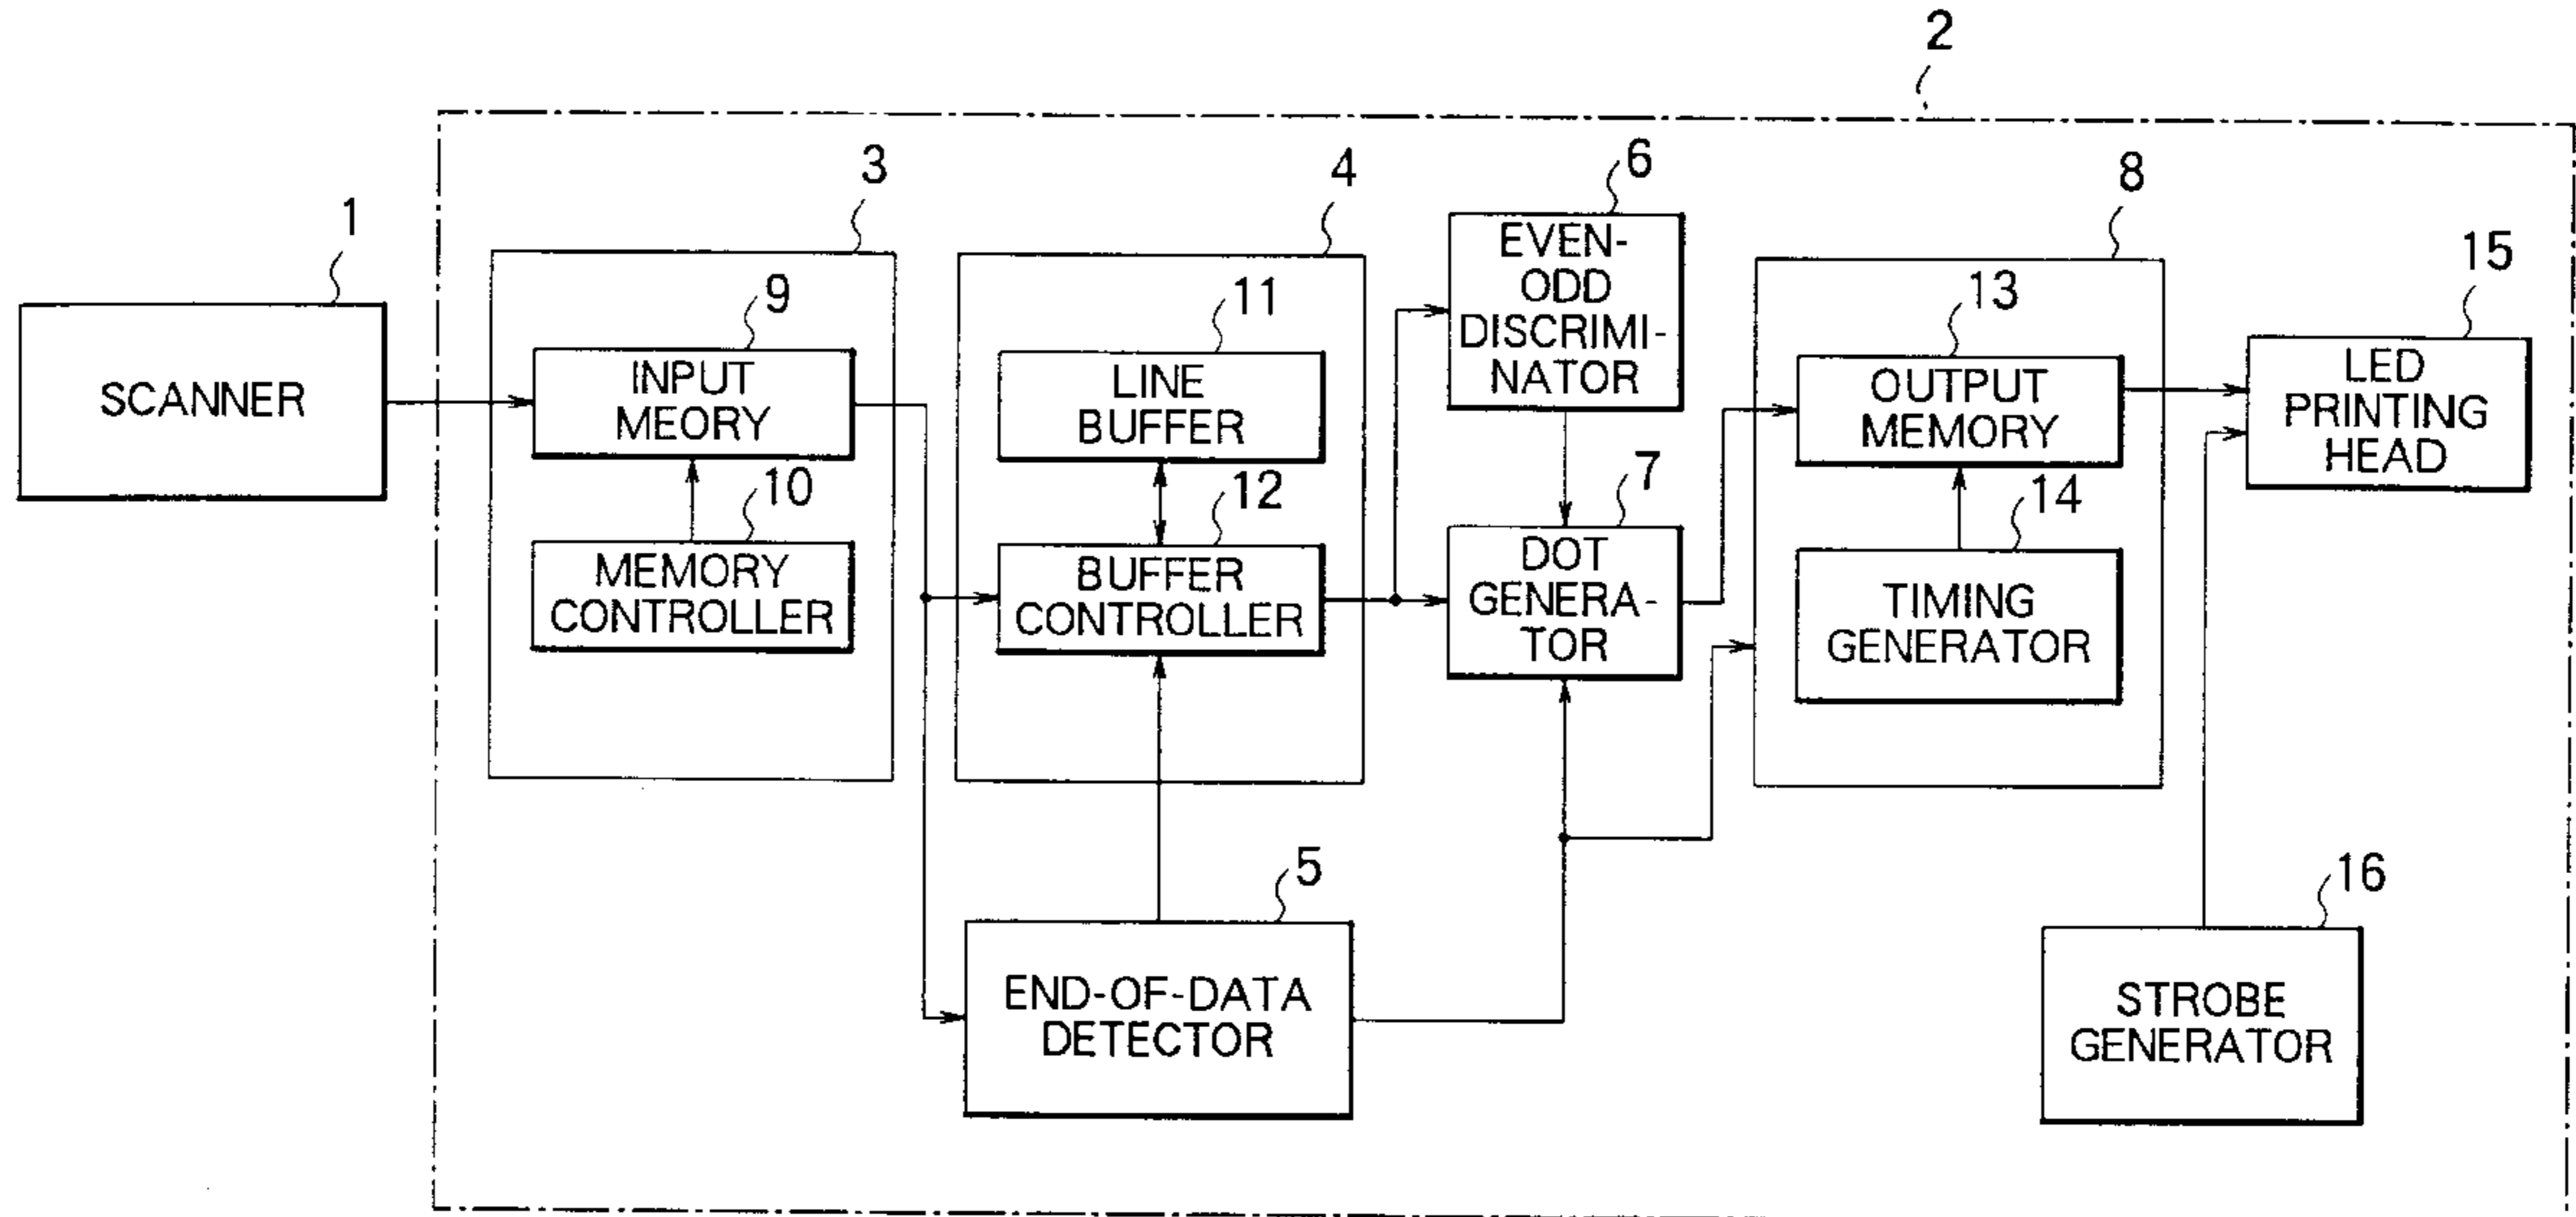 2
3
4
6
8
1
15
9
11
13
EVEN-
ODD
DISCRIMI-
NATOR
SCANNER
INPUT
MEORY
LINE
BUFFER
OUTPUT
MEMORY
LED
PRINTING
HEAD
10
12
7
14
MEMORY
CONTROLLER
BUFFER
CONTROLLER
DOT
GENERA-
TOR
TIMING
GENERATOR
5
16
END-OF-DATA
DETECTOR
STROBE
GENERATOR